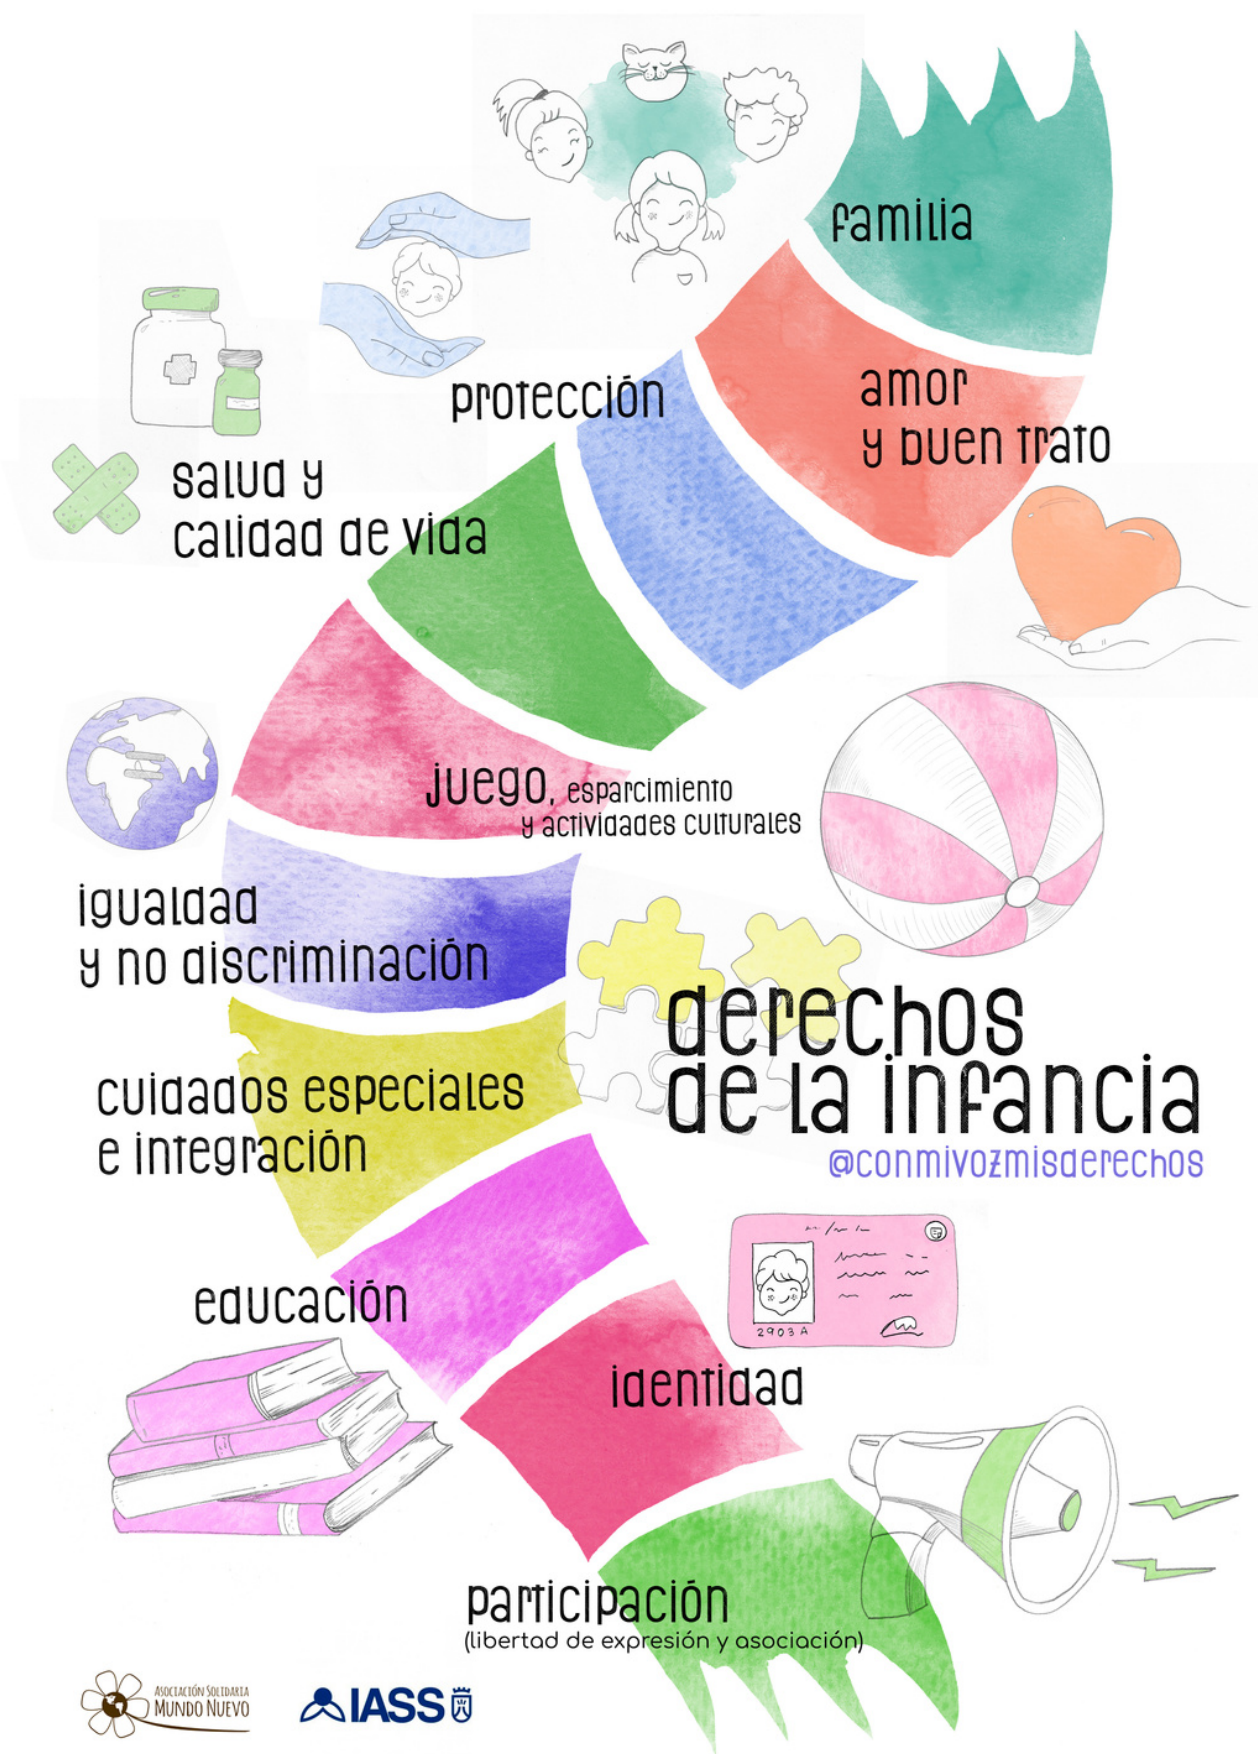 familia
amor
y buen trato
protección
salud y
calidad de vida
juego, esparcimiento
y actividades culturales
igualdad
y no discriminación
derechos
de la infancia
@conmivozmisderechos
cuidados especiales
e integración
educación
2903 A
identidad
participación
(libertad de expresión y asociación)
Asociación Solidaria
Mundo Nuevo
IASS